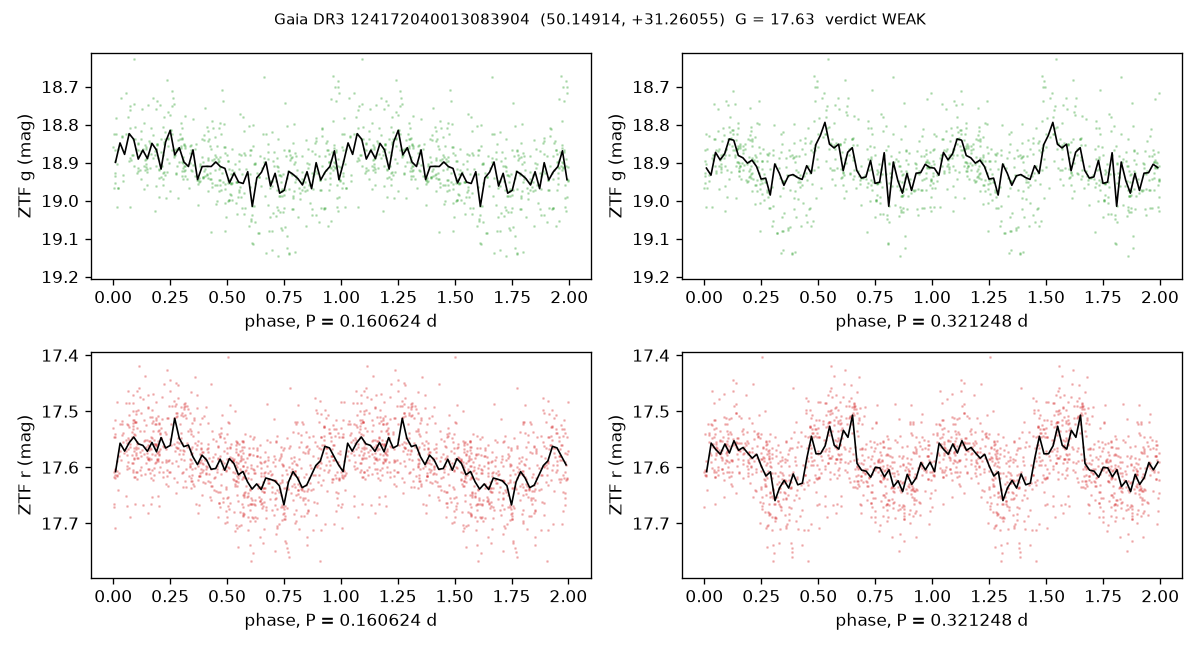 Gaia DR3 124172040013083904 (50.14914, +31.26055) G = 17.63 verdict WEAK
ZTF g (mag)
18.7
18.8
18.9
19.0
19.1
19.2
0.00 0.25 0.50 0.75 1.00 1.25 1.50 1.75 2.00
phase, P = 0.160624 d
ZTF g (mag)
18.7
18.8
18.9
19.0
19.1
19.2
0.00 0.25 0.50 0.75 1.00 1.25 1.50 1.75 2.00
phase, P = 0.321248 d
ZTF r (mag)
17.4
17.5
17.6
17.7
0.00 0.25 0.50 0.75 1.00 1.25 1.50 1.75 2.00
phase, P = 0.160624 d
ZTF r (mag)
17.4
17.5
17.6
17.7
0.00 0.25 0.50 0.75 1.00 1.25 1.50 1.75 2.00
phase, P = 0.321248 d